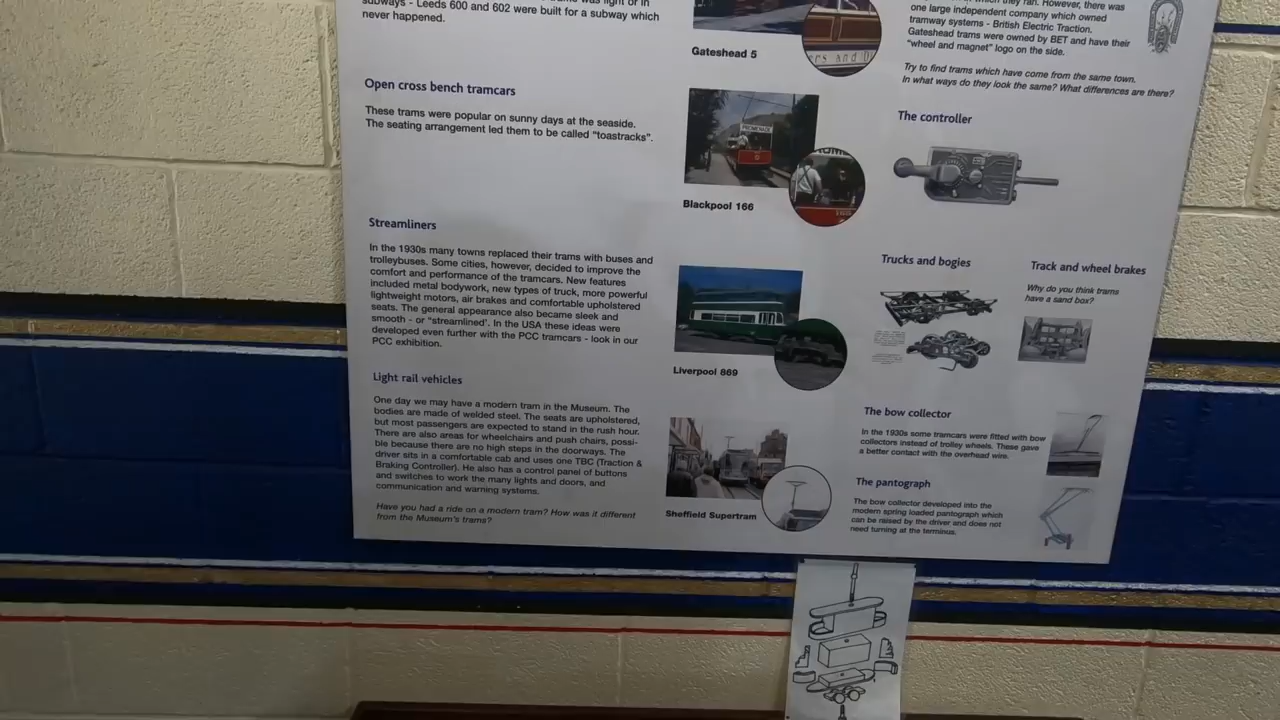 subways - Leeds 600 and 602 were built for a subway which
never happened.
Open cross bench tramcars
These trams were popular on sunny days at the seaside.
The seating arrangement led them to be called "toastracks".
Streamliners
In the 1930s many towns replaced their trams with buses and
trolleybuses. Some cities, however, decided to improve the
comfort and performance of the tramcars. New features
included metal bodywork, new types of truck, more powerful
lightweight motors, air brakes and comfortable upholstered
seats. The general appearance also became sleek and
smooth - or "streamlined'. In the USA these ideas were
developed even further with the PCC tramcars - look in our
PCC exhibition.
Light rail vehicles
One day we may have a modern tram in the Museum. The
bodies are made of welded steel. The seats are upholstered,
but most passengers are expected to stand in the rush hour.
There are also areas for wheelchairs and push chairs, possi-
ble because there are no high steps in the doorways. The
driver sits in a comfortable cab and uses one TBC (Traction &
Braking Controller). He also has a control panel of buttons
and switches to work the many lights and doors, and
communication and warning systems.
Have you had a ride on a modern tram? How was it different
from the Museum's trams?
Gateshead 5
PROMENADE
Blackpool 166
Liverpool 869
Sheffield Supertram
they ran. However, there was
one large independent company which owned
tramway systems - British Electric Traction.
Gateshead trams were owned by BET and have their
"wheel and magnet" logo on the side.
Try to find trams which have come from the same town.
In what ways do they look the same? What differences are there?
The controller
Trucks and bogies
Track and wheel brakes
Why do you think trams
have a sand box?
The bow collector
In the 1930s some tramcars were fitted with bow
collectors instead of trolley wheels. These gave
a better contact with the overhead wire.
The pantograph
The bow collector developed into the
modern spring loaded pantograph which
can be raised by the driver and does not
need turning at the terminus.